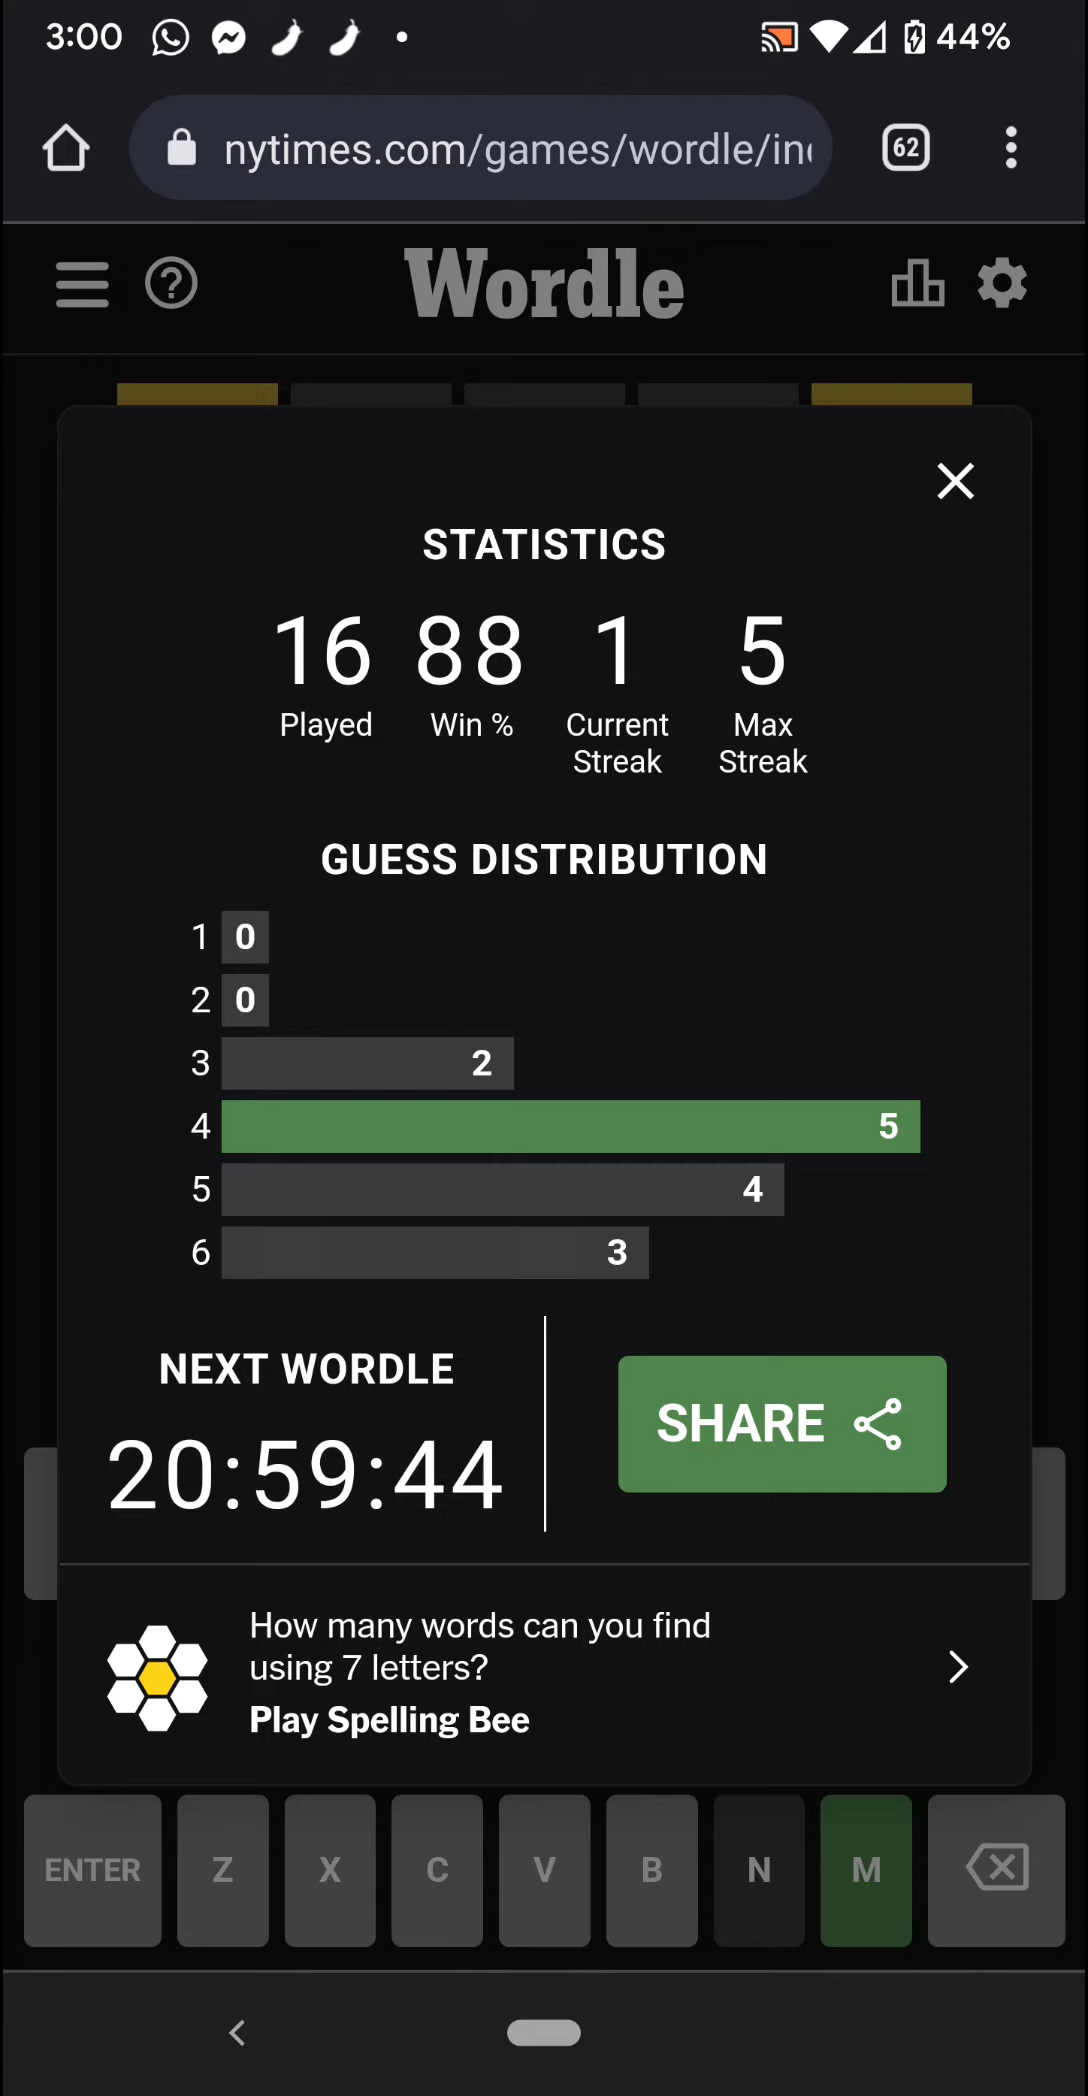 3:00 44%
nytimes.com/games/wordle/in
62
Wordle
STATISTICS
16 88 1 5
Played Win % Current Streak Max Streak
GUESS DISTRIBUTION
1 0
2 0
3 2
4 5
5 4
6 3
NEXT WORDLE
20:59:44
SHARE
How many words can you find
using 7 letters?
Play Spelling Bee
ENTER Z X C V B N M